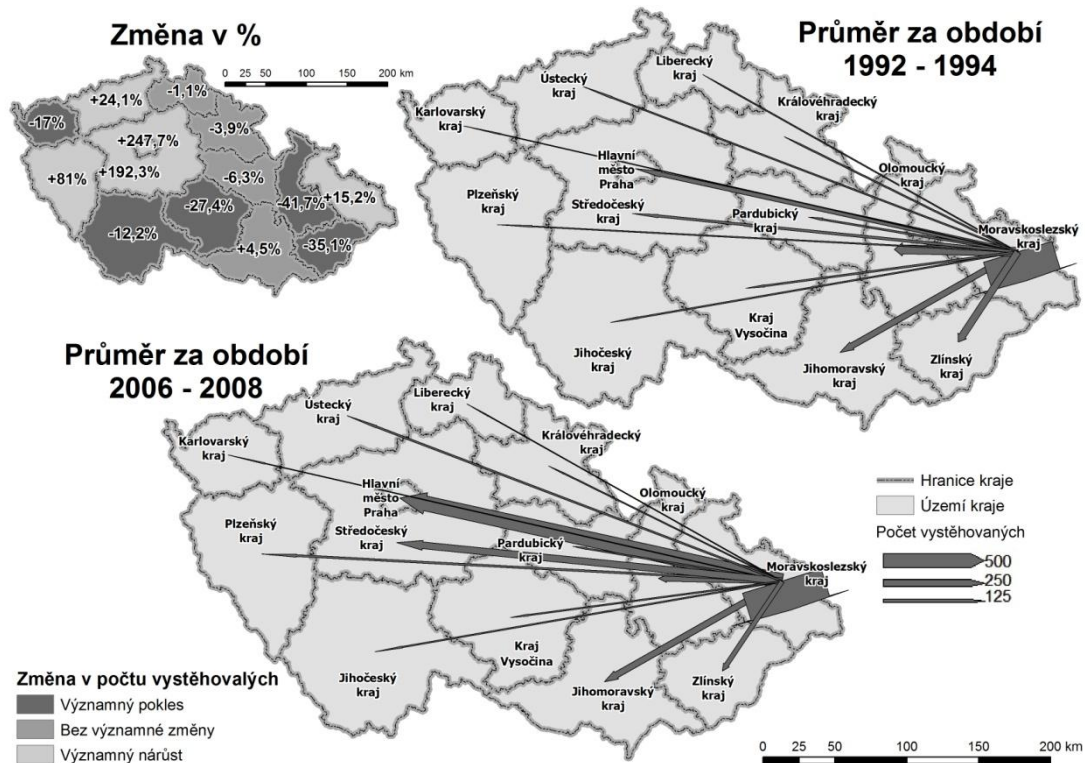 Změna v %
0 25 50 100 150 200 km
+24,1%
-1,1%
-17%
-3,9%
+247,7%
+81%
+192,3%
-6,3%
+15,2%
-41,7%
-27,4%
-12,2%
+4,5%
-35,1%
Průměr za období
1992 - 1994
Liberecký
kraj
Ústecký
kraj
Karlovarský
kraj
Královéhradecký
kraj
Hlavní
město
Praha
Olomoucký
kraj
Plzeňský
kraj
Středočeský
kraj
Pardubický
kraj
Moravskoslezský
kraj
Kraj
Vysočina
Jihočeský
kraj
Jihomoravský
kraj
Zlínský
kraj
Průměr za období
2006 - 2008
Liberecký
kraj
Ústecký
kraj
Karlovarský
kraj
Královéhradecký
kraj
Hlavní
město
Praha
Olomoucký
kraj
Plzeňský
kraj
Středočeský
kraj
Pardubický
kraj
Moravskoslezský
kraj
Kraj
Vysočina
Jihočeský
kraj
Jihomoravský
kraj
Zlínský
kraj
Hranice kraje
Území kraje
Počet vystěhovaných
500
250
125
Změna v počtu vystěhovalých
Významný pokles
Bez významné změny
Významný nárůst
0 25 50 100 150 200 km